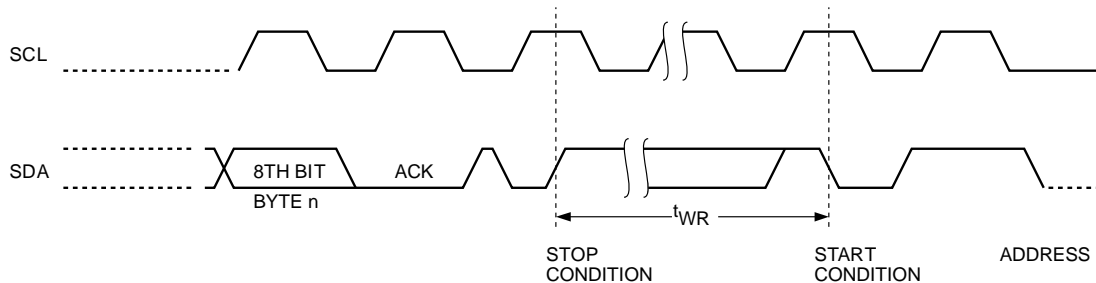 SCL
SDA
8TH BIT
ACK
BYTE n
tWR
STOP
CONDITION
START
CONDITION
ADDRESS